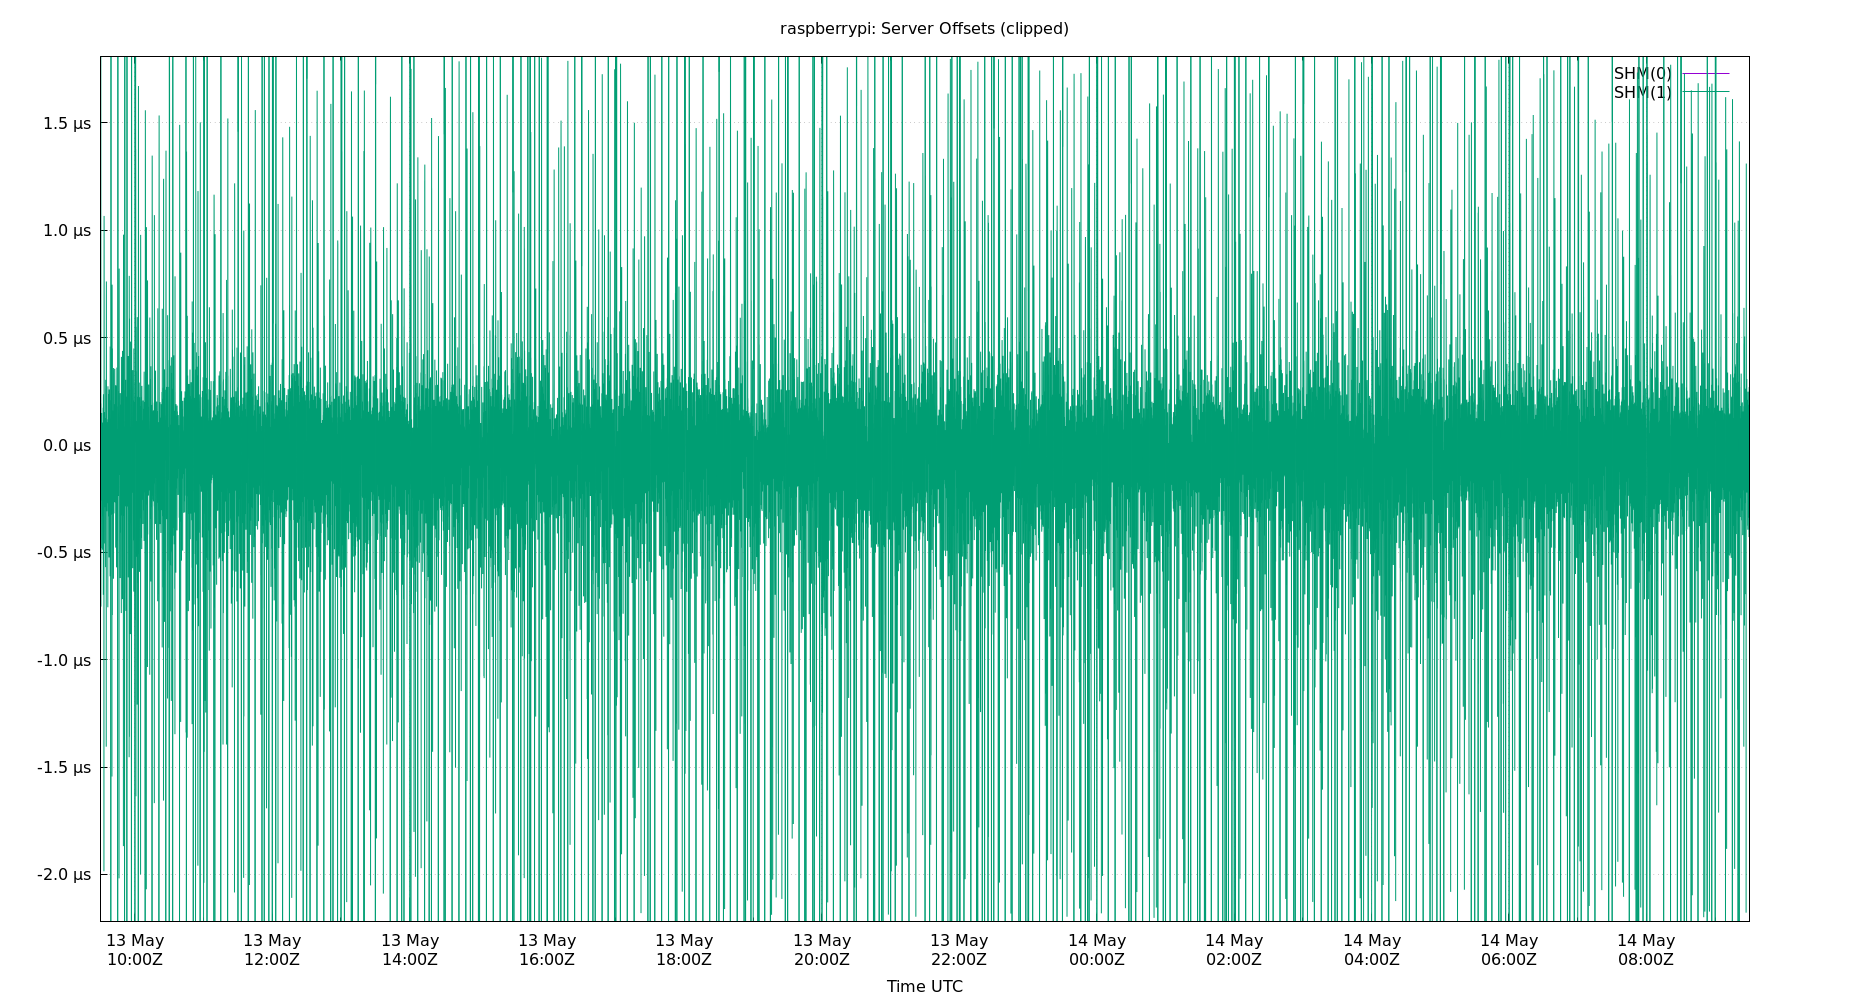 raspberrypi: Server Offsets (clipped)
SHM(0)
SHM(1)
1.5 µs
1.0 µs
0.5 µs
0.0 µs
-0.5 µs
-1.0 µs
-1.5 µs
-2.0 µs
13 May 13 May 13 May 13 May 13 May 13 May 13 May 14 May 14 May 14 May 14 May 14 May
10:00Z 12:00Z 14:00Z 16:00Z 18:00Z 20:00Z 22:00Z 00:00Z 02:00Z 04:00Z 06:00Z 08:00Z
Time UTC